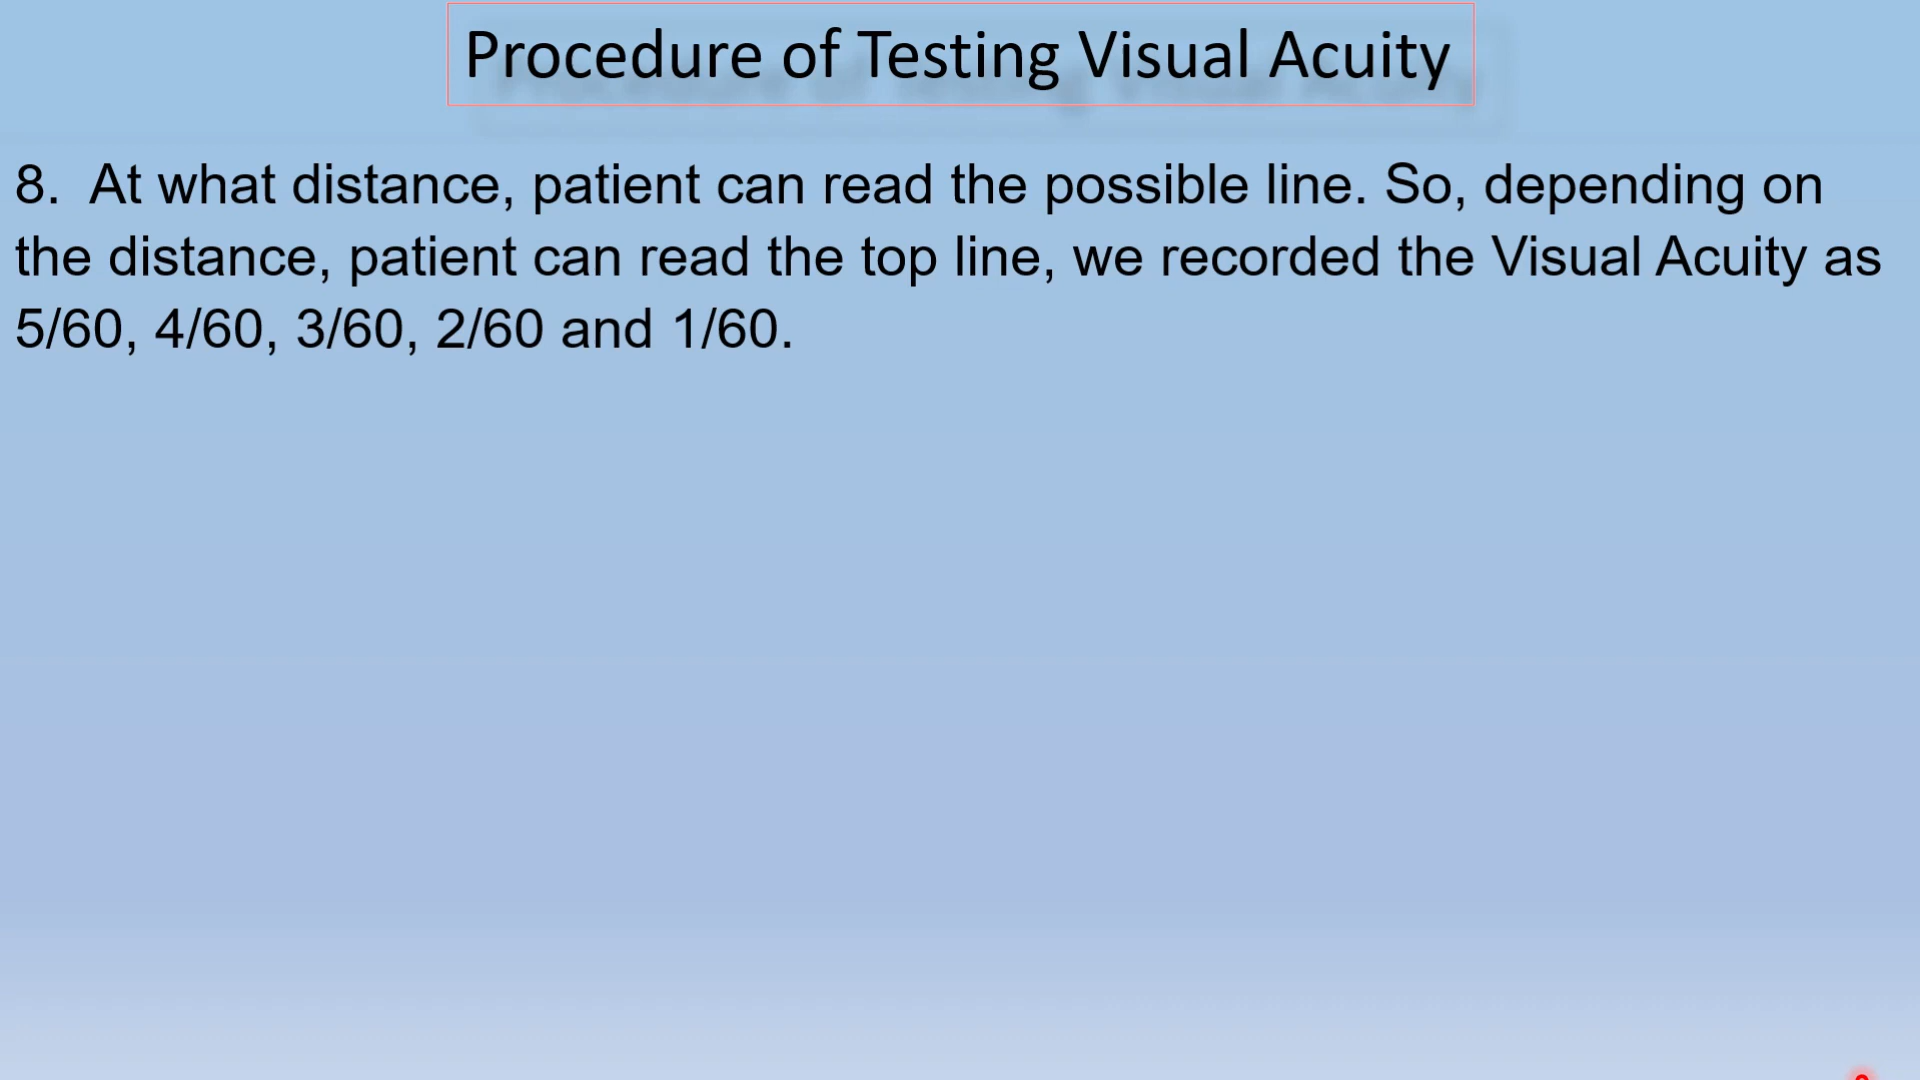 Procedure of Testing Visual Acuity
8. At what distance, patient can read the possible line. So, depending on
the distance, patient can read the top line, we recorded the Visual Acuity as
5/60, 4/60, 3/60, 2/60 and 1/60.